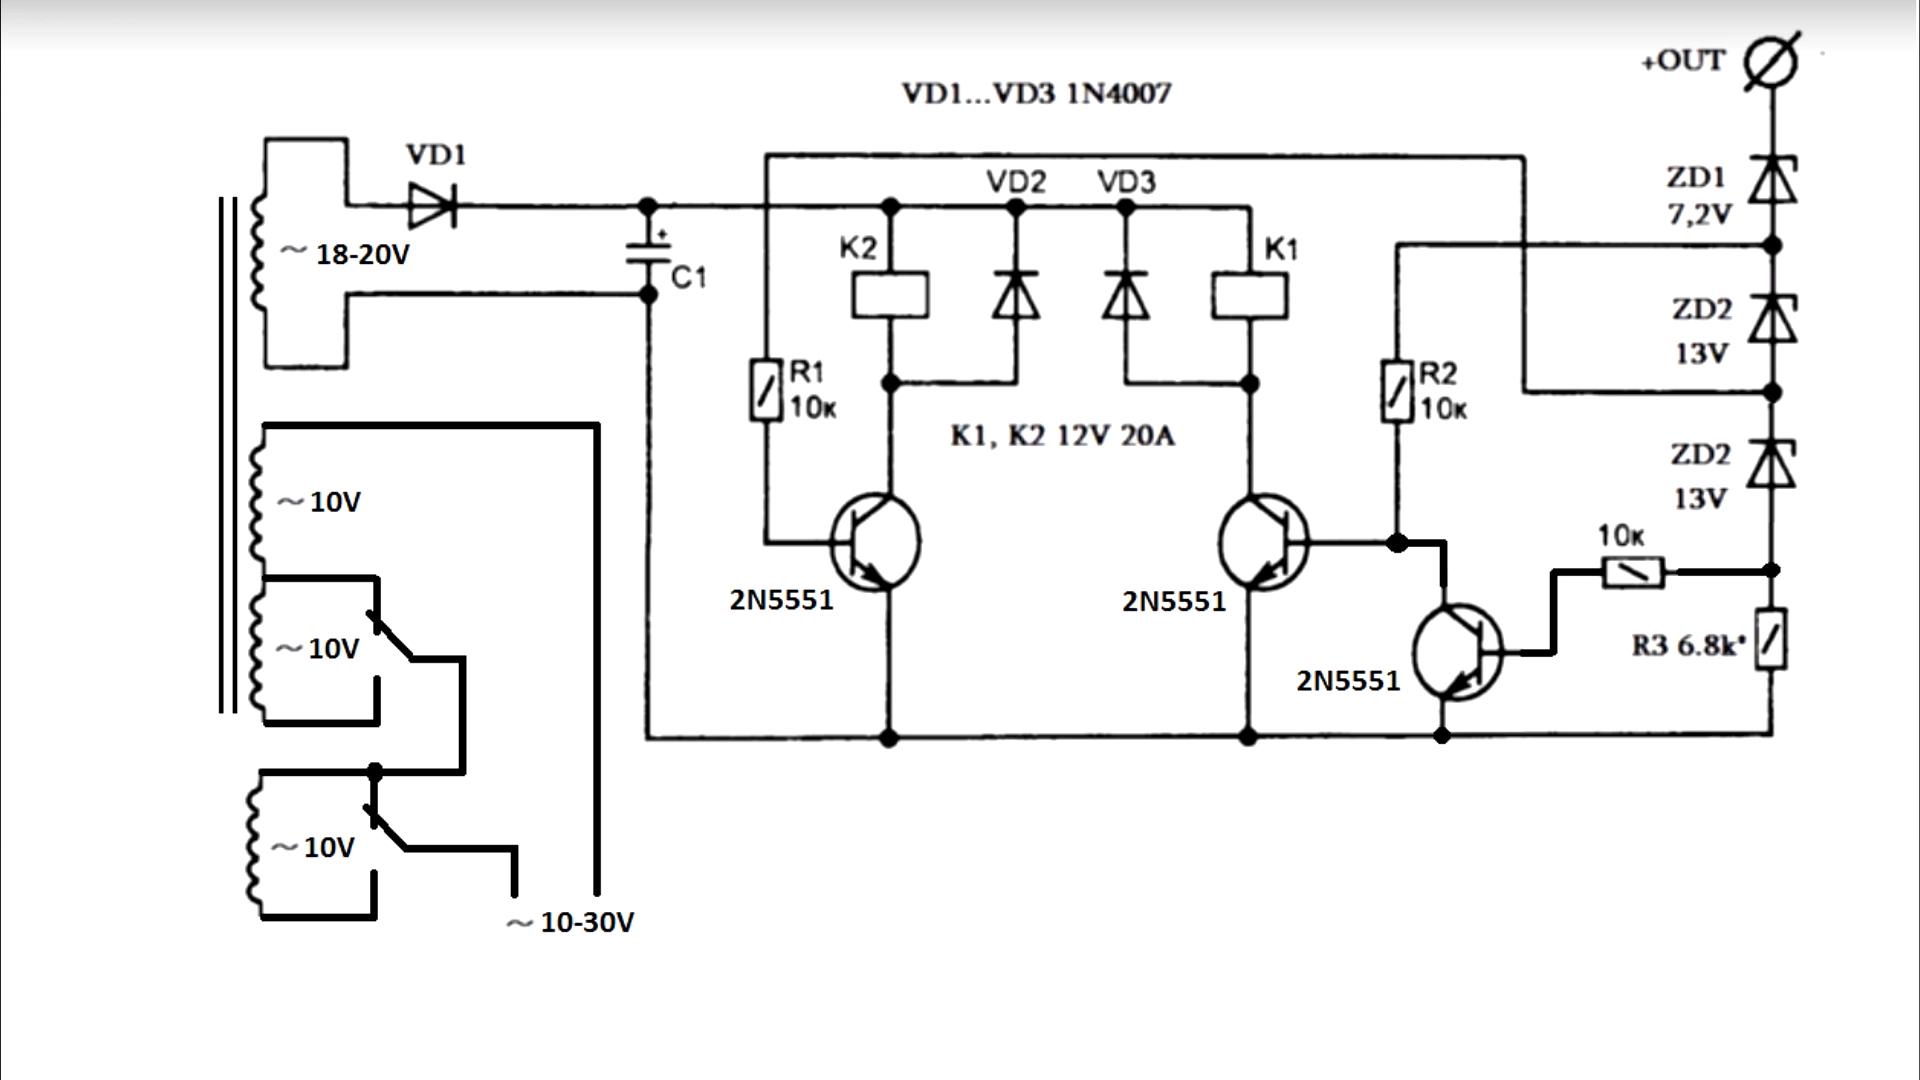 +OUT
VD1...VD3 1N4007
VD1
VD2
VD3
ZD1
7,2V
K2
K1
~ 18-20V
+
C1
ZD2
13V
R1
10к
R2
10к
K1, K2 12V 20A
ZD2
13V
~ 10V
10к
2N5551
2N5551
~ 10V
R3 6.8k*
2N5551
~ 10V
~ 10-30V